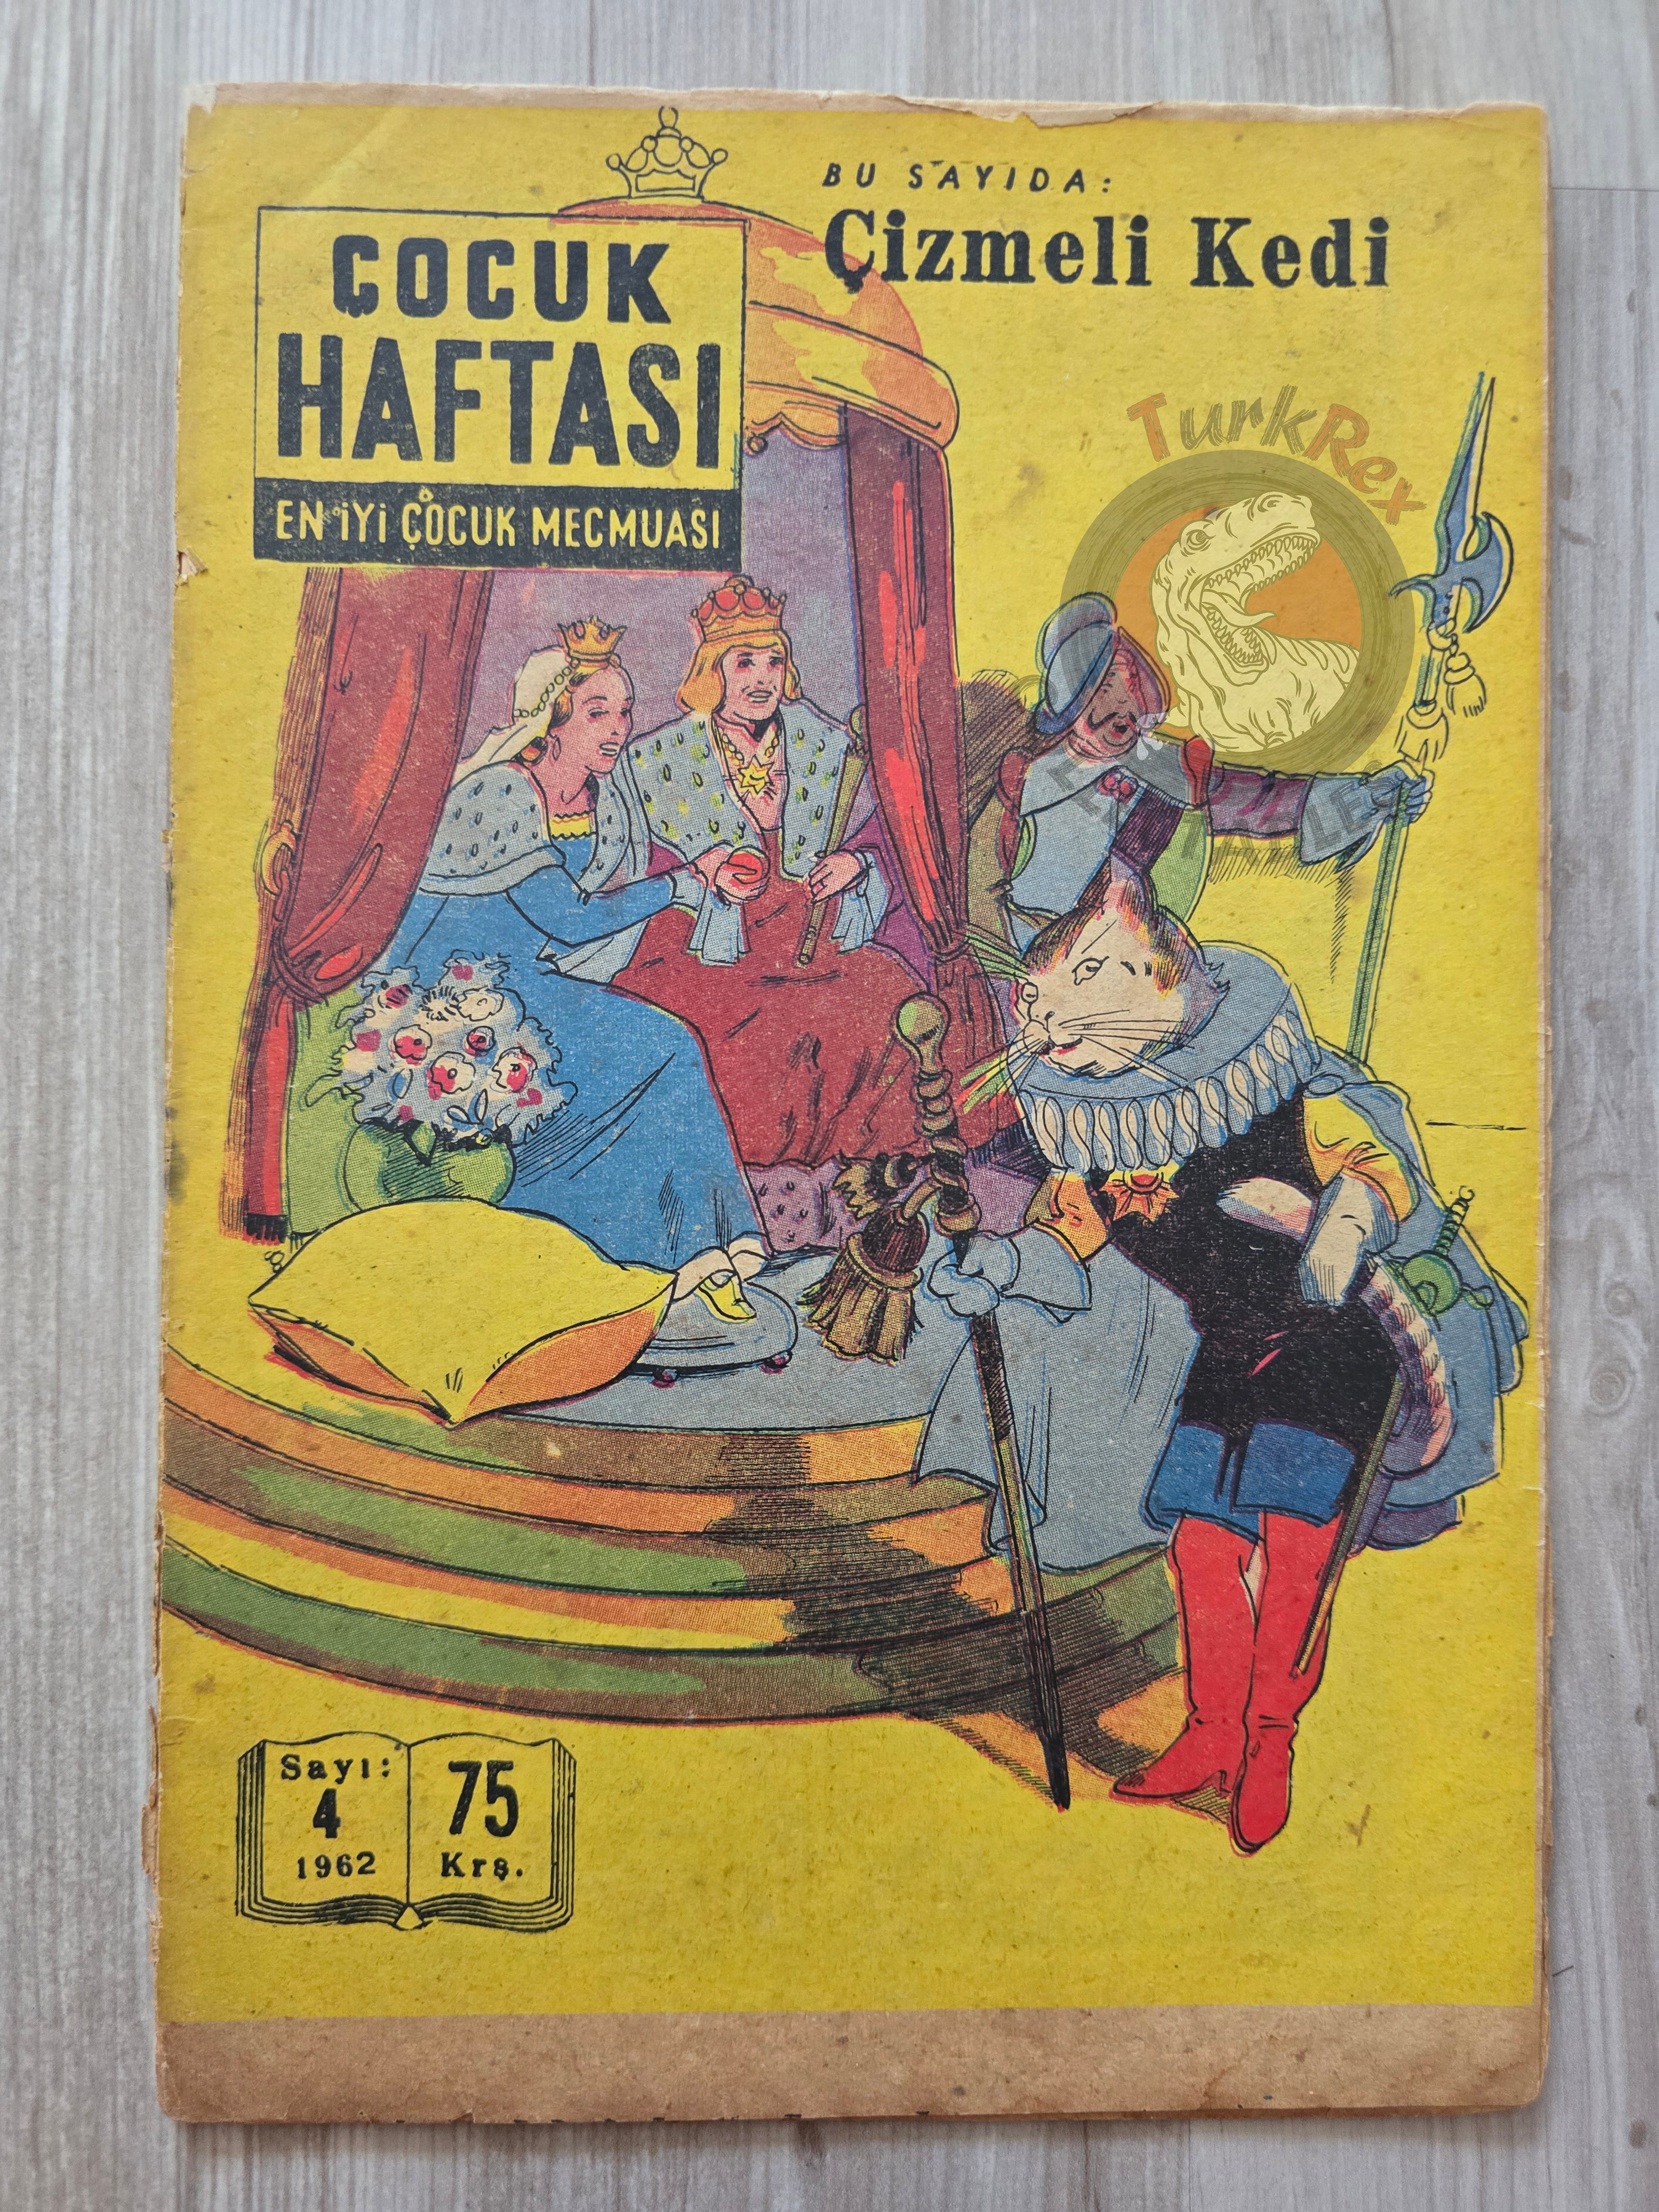 BU SAYIDA:
Çizmeli Kedi
ÇOCUK
HAFTASI
EN İYİ ÇOCUK MECMUASI
TurkRex
Sayı:
4
1962
75
Krş.